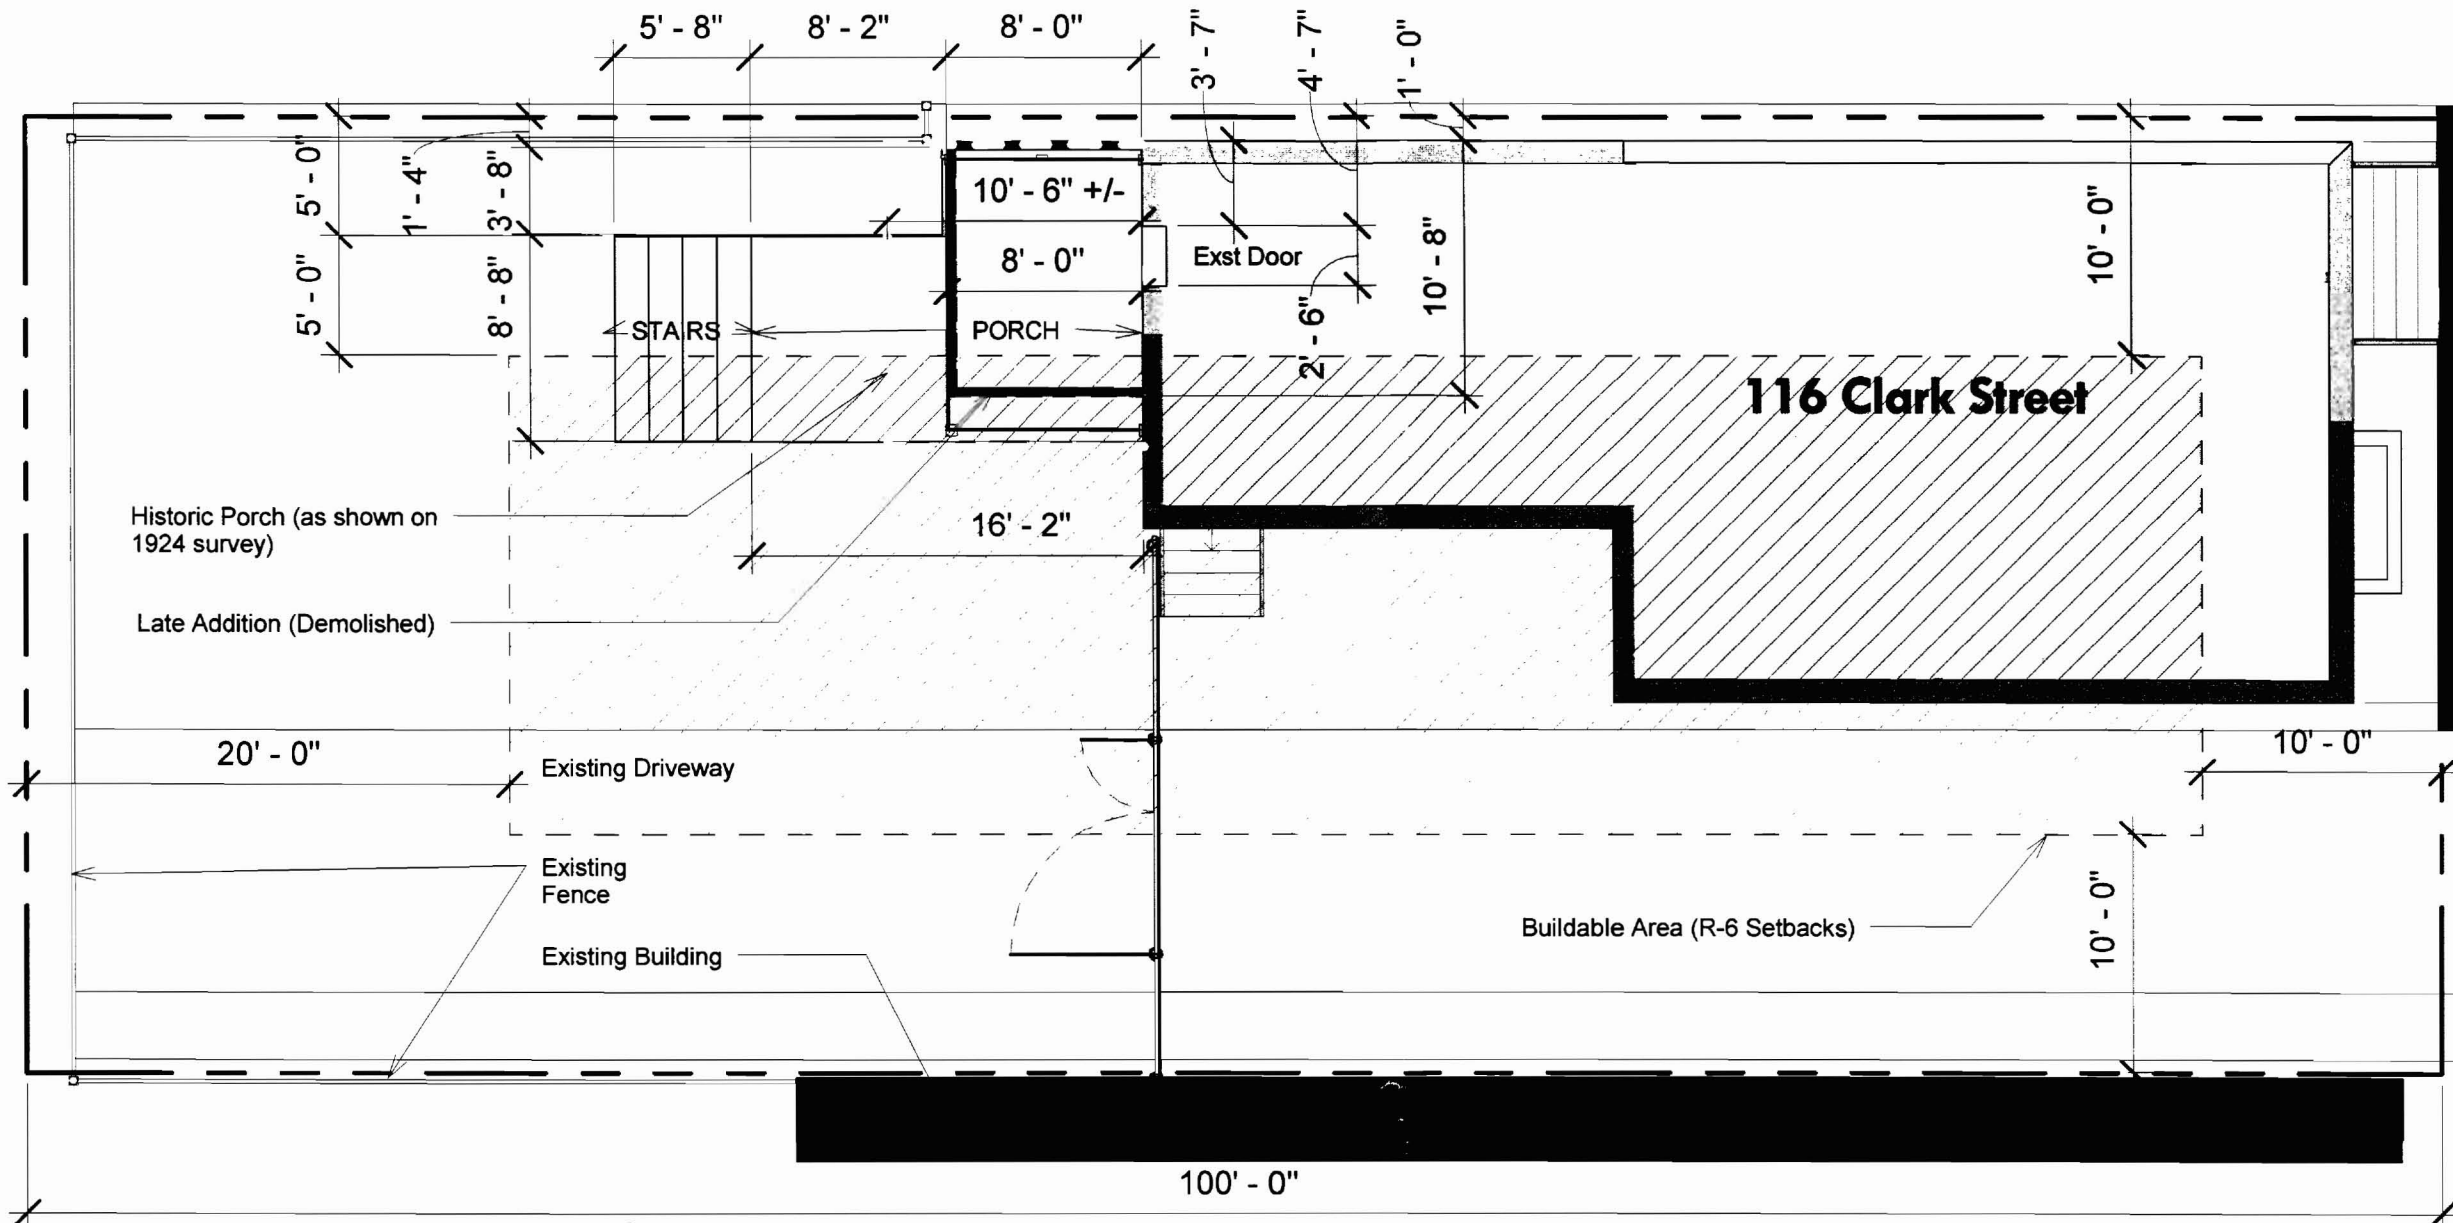 5' - 8"
8' - 2"
8' - 0"
3' - 7"
4' - 7"
1' - 0"
5' - 0"
1' - 4"
3' - 8"
10' - 6" +/-
10' - 0"
5' - 0"
8' - 8"
8' - 0"
Exst Door
10' - 8"
2' - 6"
STAIRS
PORCH
116 Clark Street
Historic Porch (as shown on
1924 survey)
16' - 2"
Late Addition (Demolished)
20' - 0"
Existing Driveway
10' - 0"
Existing
Fence
Existing Building
Buildable Area (R-6 Setbacks)
10' - 0"
100' - 0"